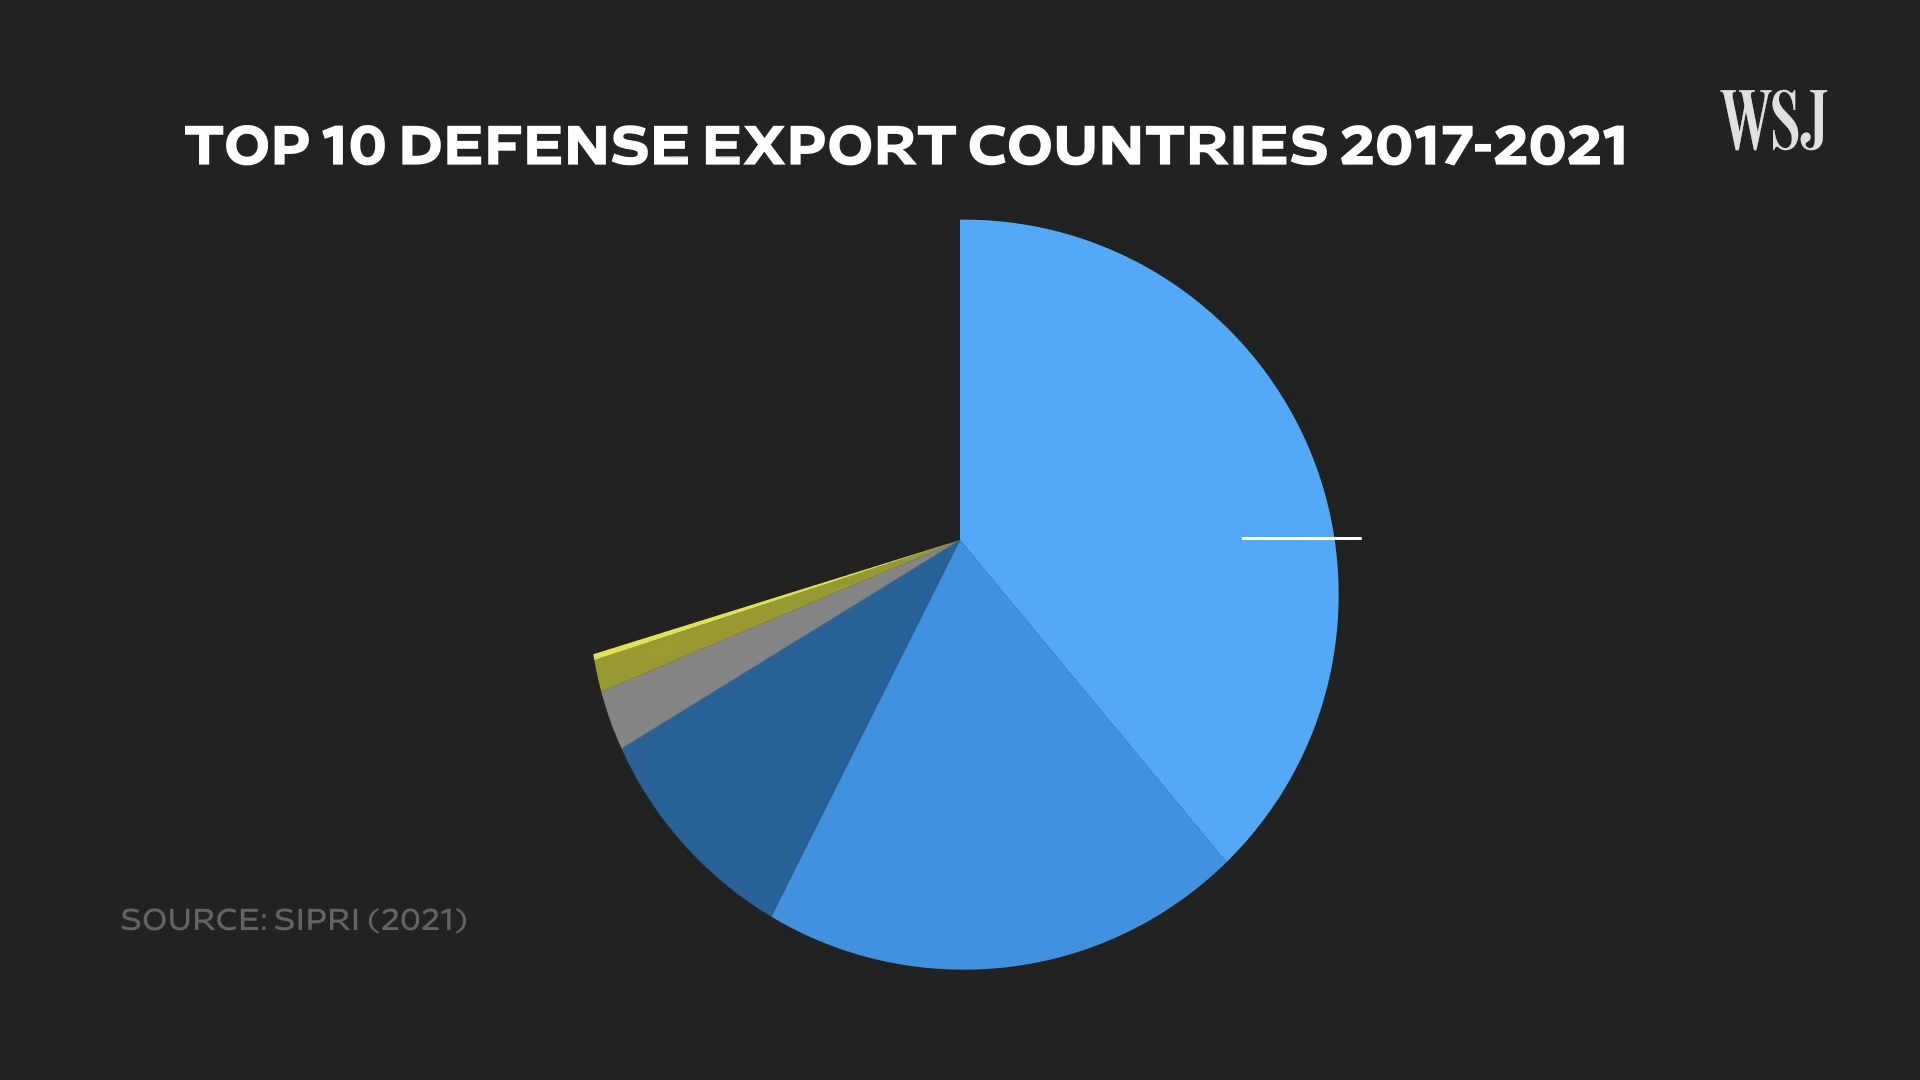 WSJ
TOP 10 DEFENSE EXPORT COUNTRIES 2017-2021
SOURCE: SIPRI (2021)